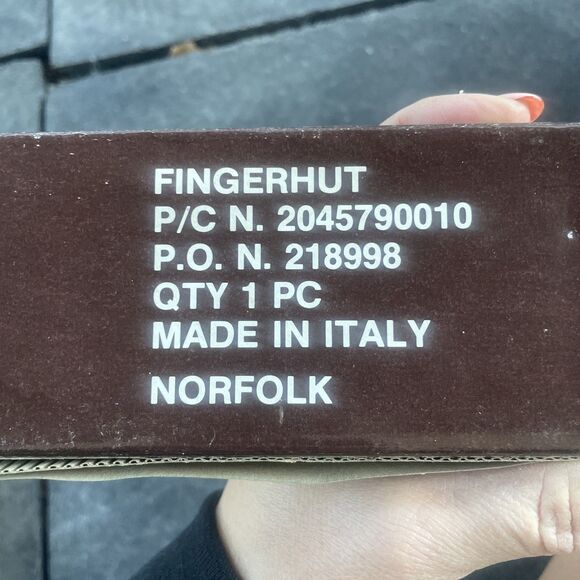 FINGERHUT
P/C N. 2045790010
P.O. N. 218998
QTY 1 PC
MADE IN ITALY
NORFOLK